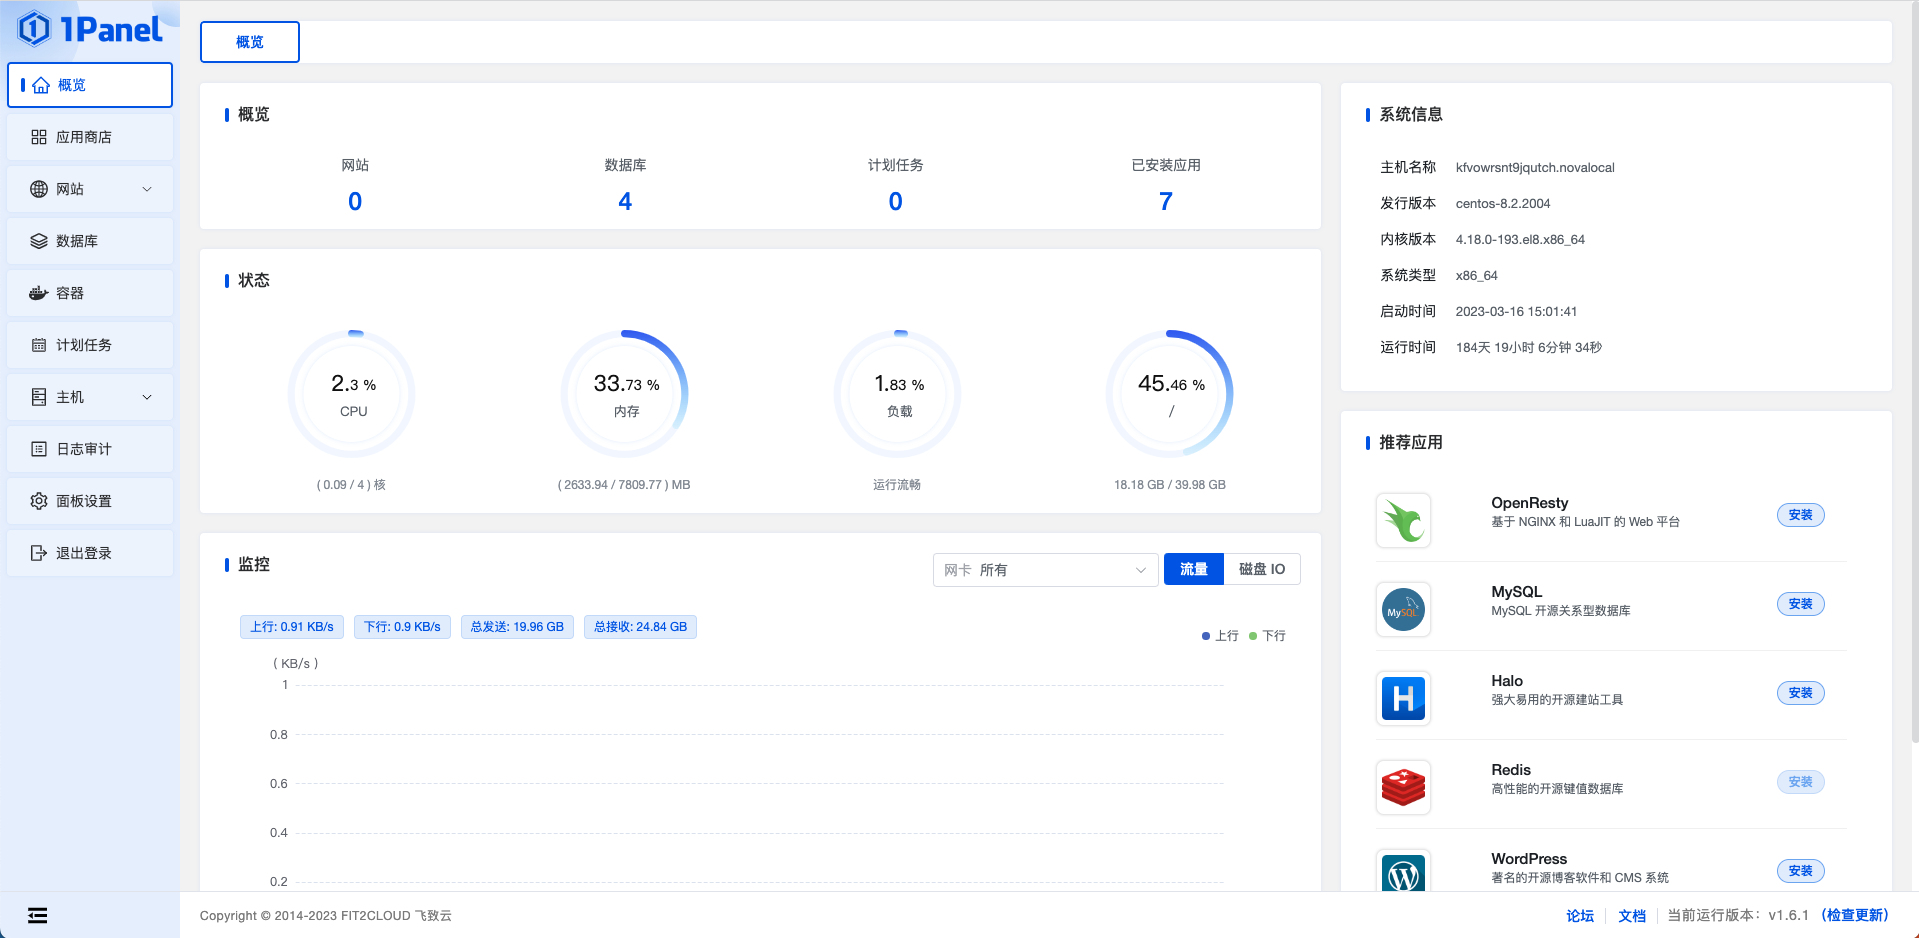 1Panel
概览
应用商店
网站
数据库
容器
计划任务
主机
日志审计
面板设置
退出登录
概览
概览
网站
0
数据库
4
计划任务
0
已安装应用
7
状态
2.3 %
CPU
( 0.09 / 4 ) 核
33.73 %
内存
( 2633.94 / 7809.77 ) MB
1.83 %
负载
运行流畅
45.46 %
/
18.18 GB / 39.98 GB
监控
网卡 所有
流量
磁盘 IO
上行: 0.91 KB/s
下行: 0.9 KB/s
总发送: 19.96 GB
总接收: 24.84 GB
上行
下行
( KB/s )
1
0.8
0.6
0.4
0.2
系统信息
主机名称 kfvowrsnt9jqutch.novalocal
发行版本 centos-8.2.2004
内核版本 4.18.0-193.el8.x86_64
系统类型 x86_64
启动时间 2023-03-16 15:01:41
运行时间 184天 19小时 6分钟 34秒
推荐应用
OpenResty
基于 NGINX 和 LuaJIT 的 Web 平台
安装
MySQL
MySQL
MySQL 开源关系型数据库
安装
H
Halo
强大易用的开源建站工具
安装
Redis
高性能的开源键值数据库
安装
W
WordPress
著名的开源博客软件和 CMS 系统
安装
Copyright © 2014-2023 FIT2CLOUD 飞致云
论坛
文档
当前运行版本: v1.6.1 (检查更新)